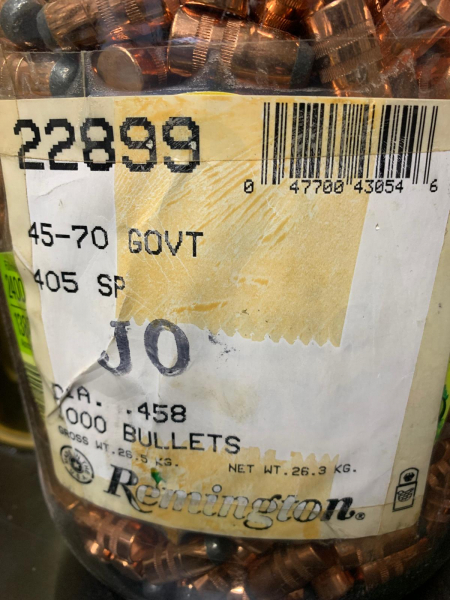 22899
0 47700 43054 6
45-70 GOVT
405 SP
JO
DIA. .458
1000 BULLETS
GROSS WT.26.5 KG.
NET WT.26.3 KG.
Remington®